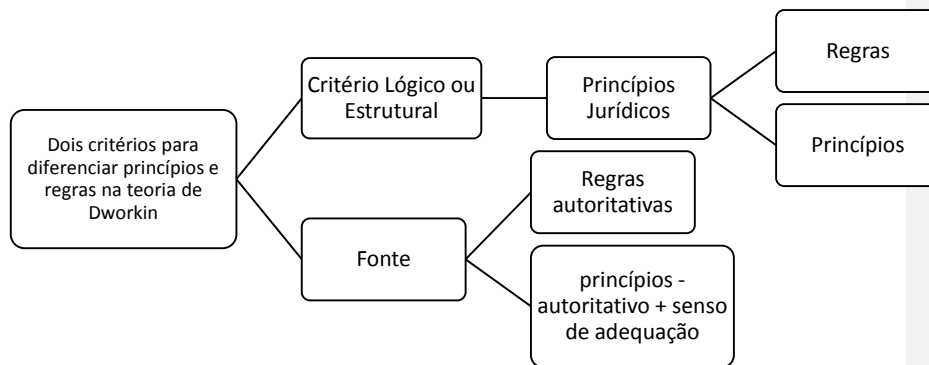 Dois critérios para
diferenciar princípios e
regras na teoria de
Dworkin
Critério Lógico ou
Estrutural
Princípios
Jurídicos
Regras
Princípios
Fonte
Regras
autoritativas
princípios -
autoritativo + senso
de adequação